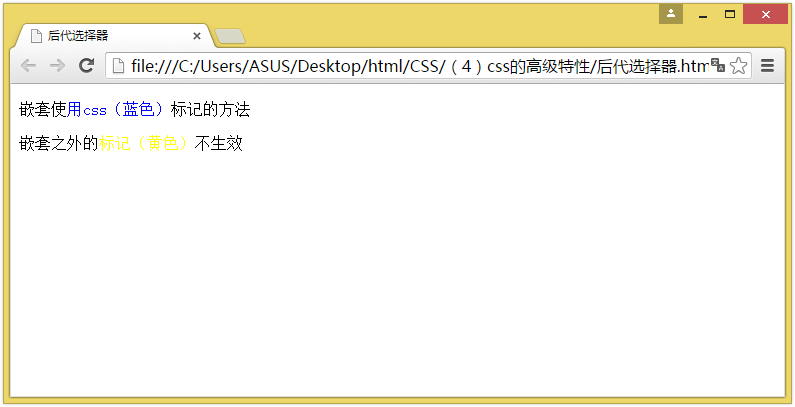 后代选择器
file:///C:/Users/ASUS/Desktop/html/CSS/（4）css的高级特性/后代选择器.htm
嵌套使用css（蓝色）标记的方法
嵌套之外的标记（黄色）不生效